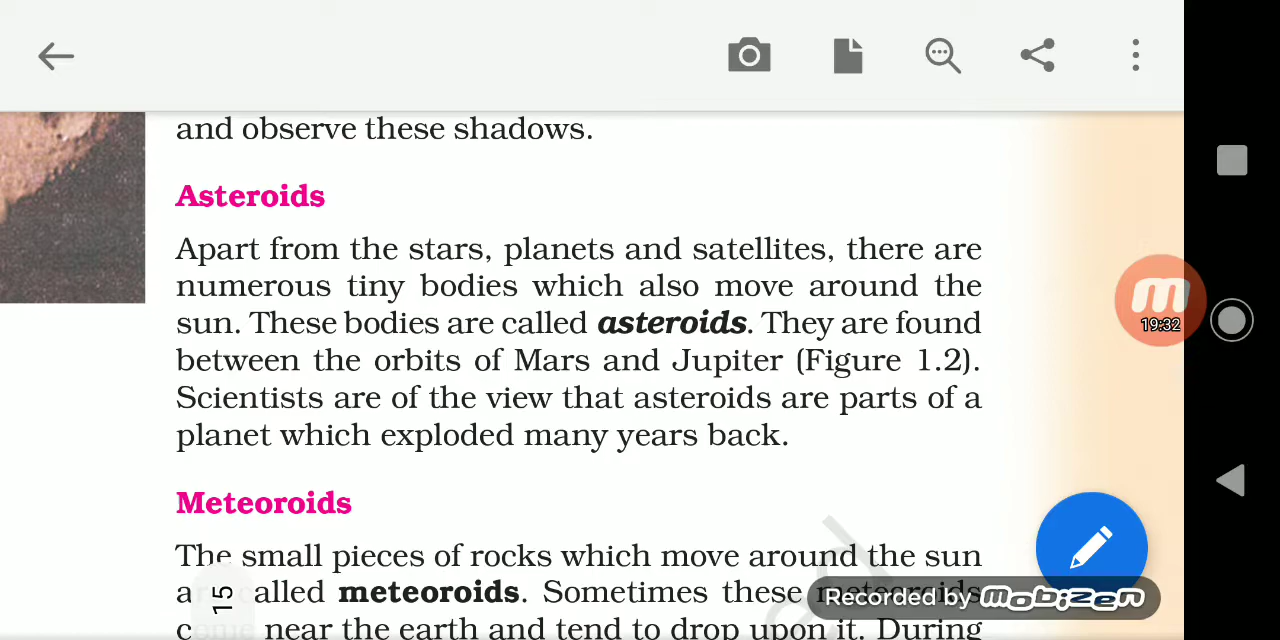 and observe these shadows.
Asteroids
Apart from the stars, planets and satellites, there are
numerous tiny bodies which also move around the
sun. These bodies are called asteroids. They are found
between the orbits of Mars and Jupiter (Figure 1.2).
Scientists are of the view that asteroids are parts of a
planet which exploded many years back.
Meteoroids
The small pieces of rocks which move around the sun
are called meteoroids. Sometimes these meteoroids
come near the earth and tend to drop upon it. During
15
19:32
Recorded by mobizen